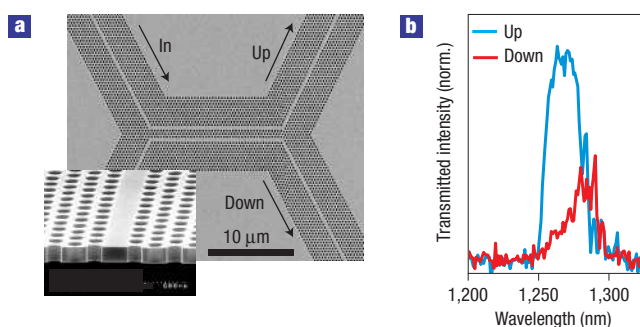 a
In
Up
Down
10 µm
b
Up
Down
Transmitted intensity (norm.)
1,200
1,250
1,300
Wavelength (nm)